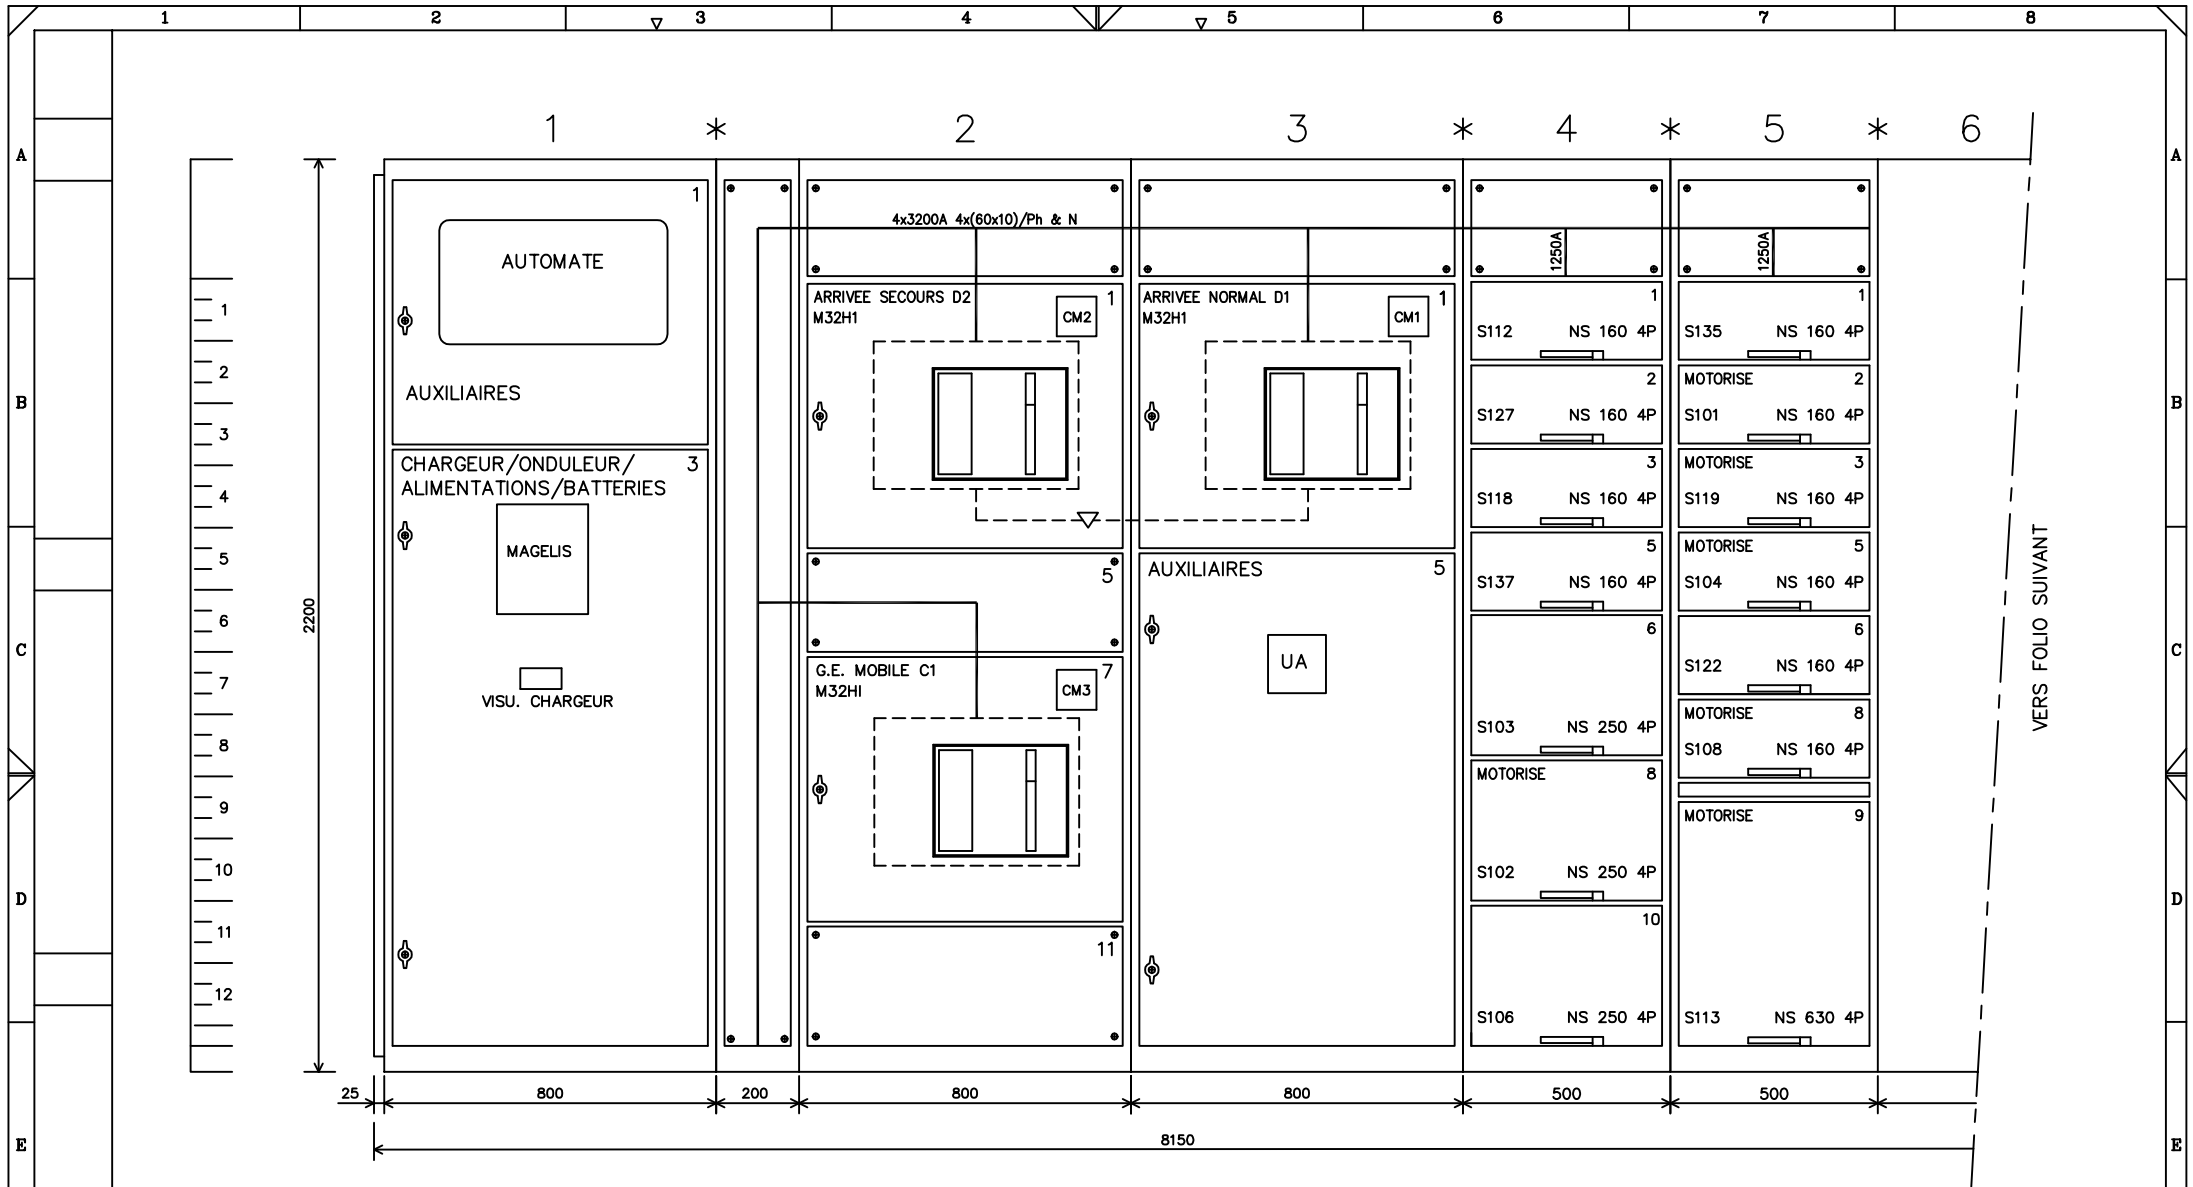 1 2 3 4 5 6 7 8
1 * 2 3 * 4 * 5 * 6
A A
B B
C C
D D
E E
1
2
3
4
5
6
7
8
9
10
11
12
2200
1
AUTOMATE
AUXILIAIRES
CHARGEUR/ONDULEUR/ 3
ALIMENTATIONS/BATTERIES
MAGELIS
VISU. CHARGEUR
4x3200A 4x(60x10)/Ph & N
ARRIVEE SECOURS D2 1
M32H1 CM2
5
G.E. MOBILE C1 7
M32HI CM3
11
ARRIVEE NORMAL D1 1
M32H1 CM1
AUXILIAIRES 5
UA
1250A
1
S112 NS 160 4P
2
S127 NS 160 4P
3
S118 NS 160 4P
5
S137 NS 160 4P
6
S103 NS 250 4P
MOTORISE 8
S102 NS 250 4P
10
S106 NS 250 4P
1250A
1
S135 NS 160 4P
MOTORISE 2
S101 NS 160 4P
MOTORISE 3
S119 NS 160 4P
MOTORISE 5
S104 NS 160 4P
6
S122 NS 160 4P
MOTORISE 8
S108 NS 160 4P
MOTORISE 9
S113 NS 630 4P
VERS FOLIO SUIVANT
25 800 200 800 800 500 500
8150